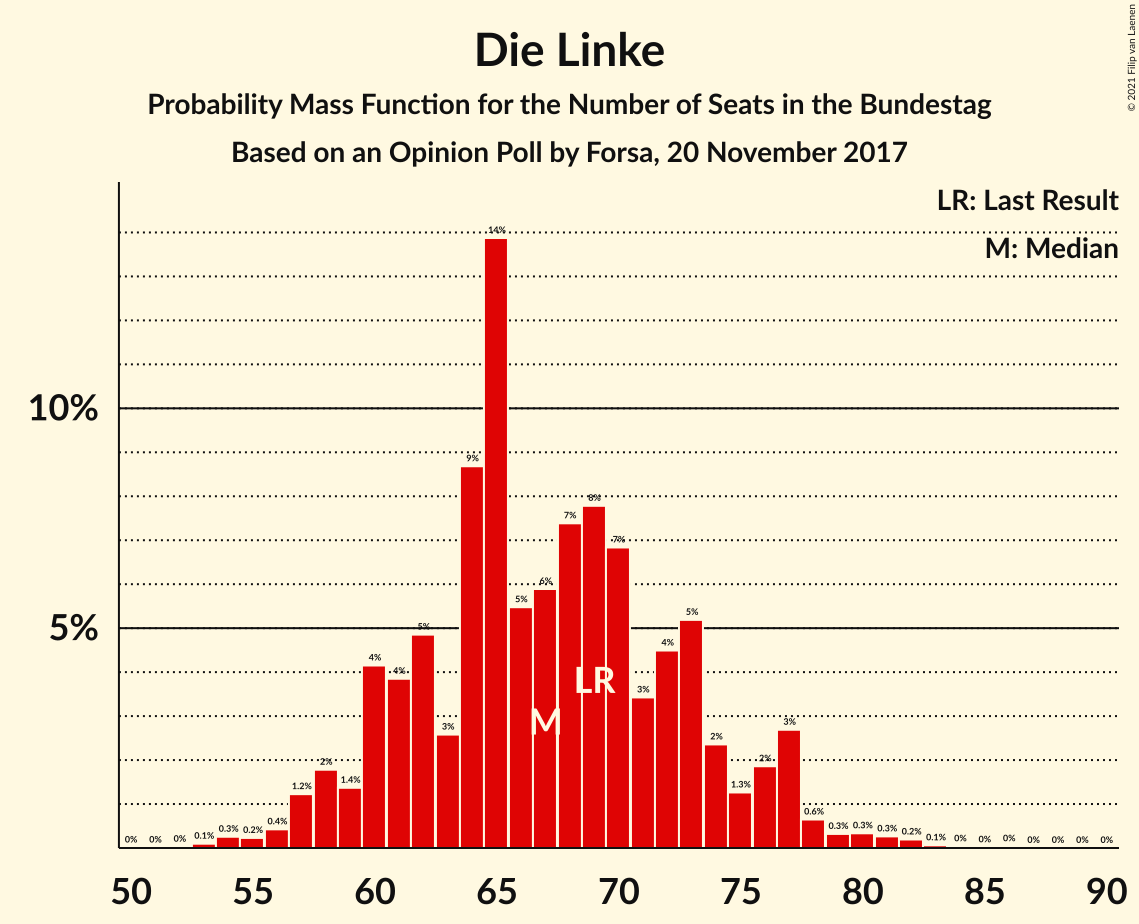 © 2021 Filip van Laenen
Die Linke
Probability Mass Function for the Number of Seats in the Bundestag
Based on an Opinion Poll by Forsa, 20 November 2017
LR: Last Result
M: Median
10%
5%
0% 0% 0% 0.1% 0.3% 0.2% 0.4% 1.2% 2% 1.4% 4% 4% 5% 3% 9% 14% 5% 6% 7% 8% 7% 3% 4% 5% 2% 1.3% 2% 3% 0.6% 0.3% 0.3% 0.3% 0.2% 0.1% 0% 0% 0% 0% 0% 0% 0%
LR
M
50 55 60 65 70 75 80 85 90